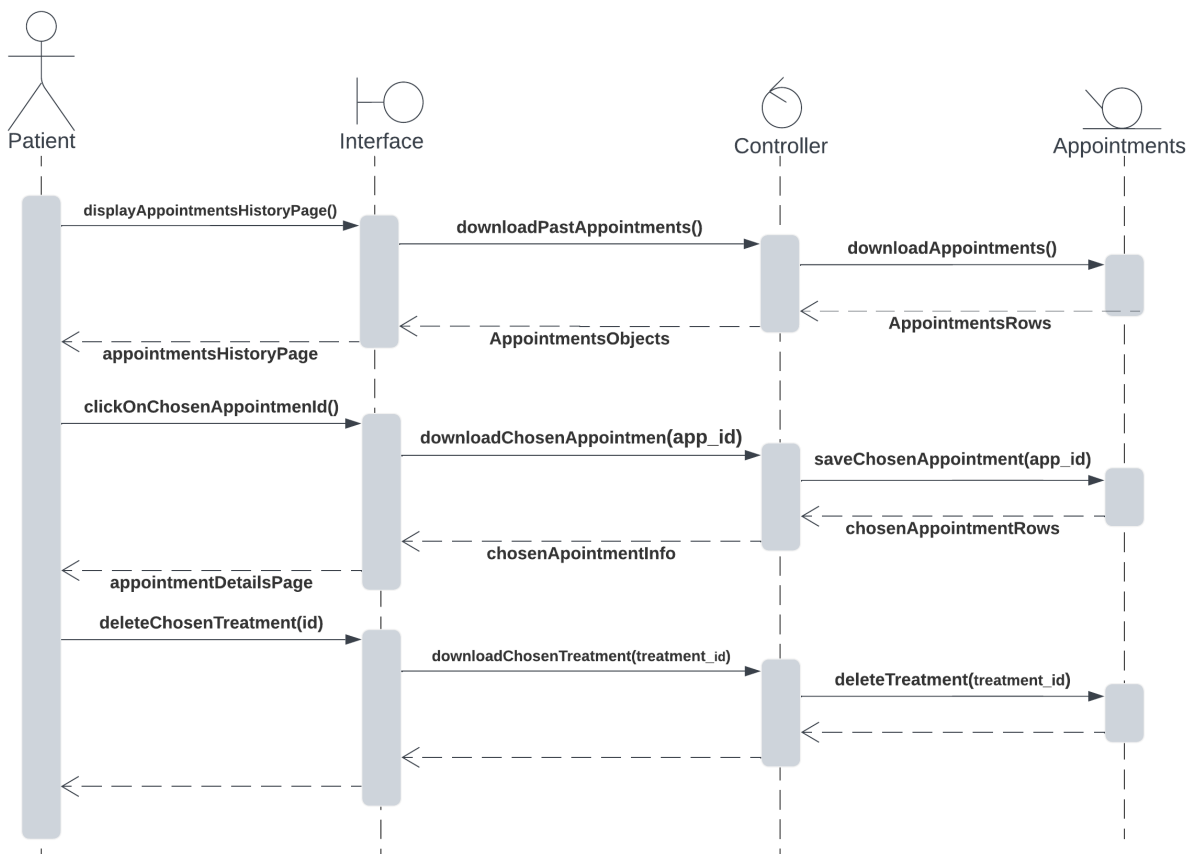 Patient
Interface
Controller
Appointments
displayAppointmentsHistoryPage()
downloadPastAppointments()
downloadAppointments()
AppointmentsRows
AppointmentsObjects
appointmentsHistoryPage
clickOnChosenAppointmenId()
downloadChosenAppointmen(app_id)
saveChosenAppointment(app_id)
chosenAppointmentRows
chosenApointmentInfo
appointmentDetailsPage
deleteChosenTreatment(id)
downloadChosenTreatment(treatment_id)
deleteTreatment(treatment_id)